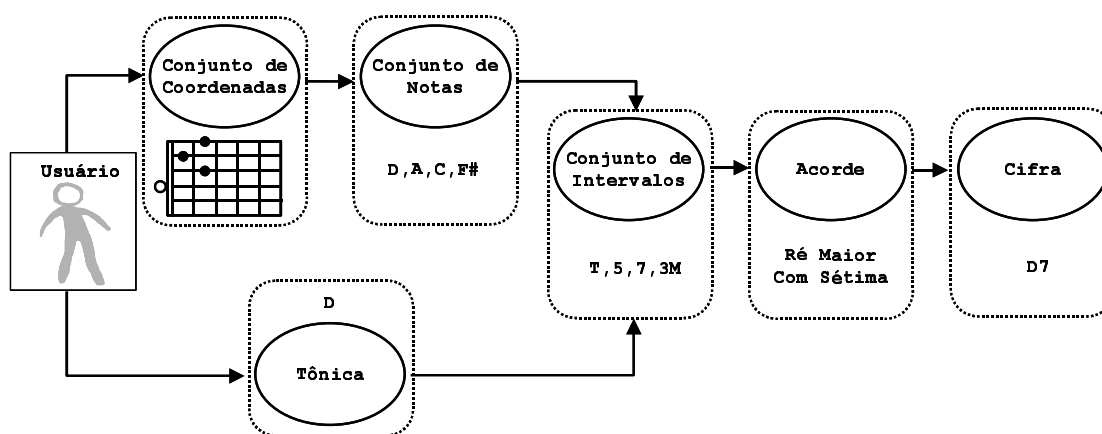 Usuário
Conjunto de
Coordenadas
Conjunto de
Notas
D,A,C,F#
D
Tônica
Conjunto de
Intervalos
T,5,7,3M
Acorde
Ré Maior
Com Sétima
Cifra
D7